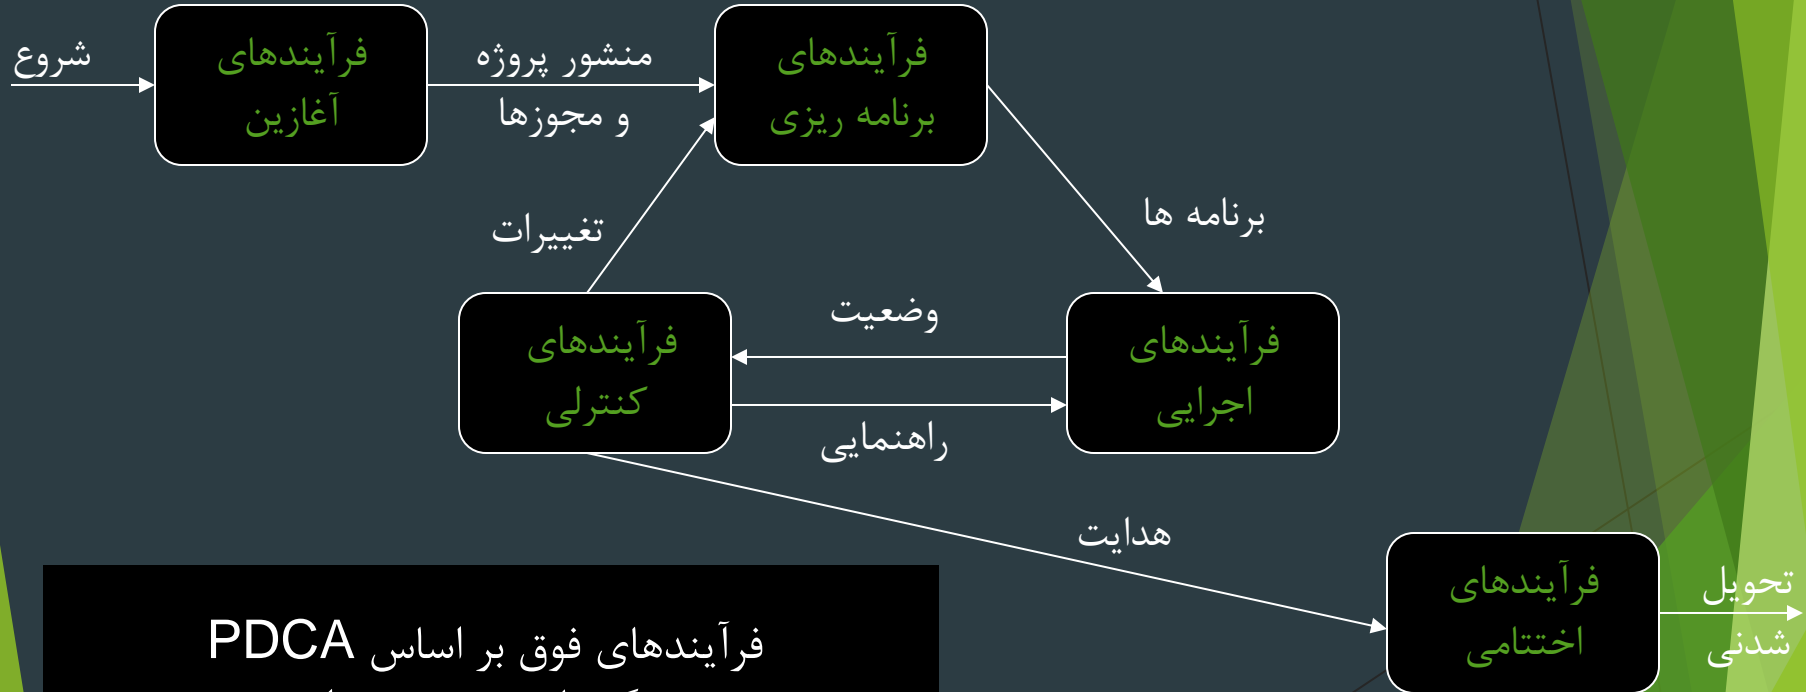 شروع
فرآیندهای
آغازین
منشور پروژه
و مجوزها
فرآیندهای
برنامه ریزی
تغییرات
برنامه ها
فرآیندهای
کنترلی
وضعیت
راهنمایی
فرآیندهای
اجرایی
هدایت
فرآیندهای
اختتامی
تحویل
شدنی
فرآیندهای فوق بر اساس PDCA